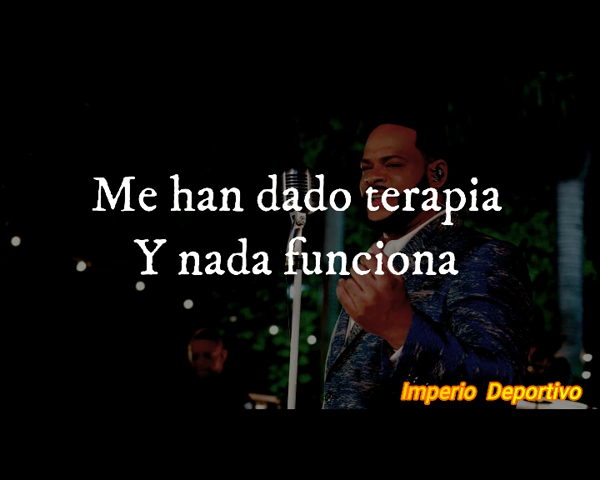 Me han dado terapia
Y nada funciona
Imperio Deportivo